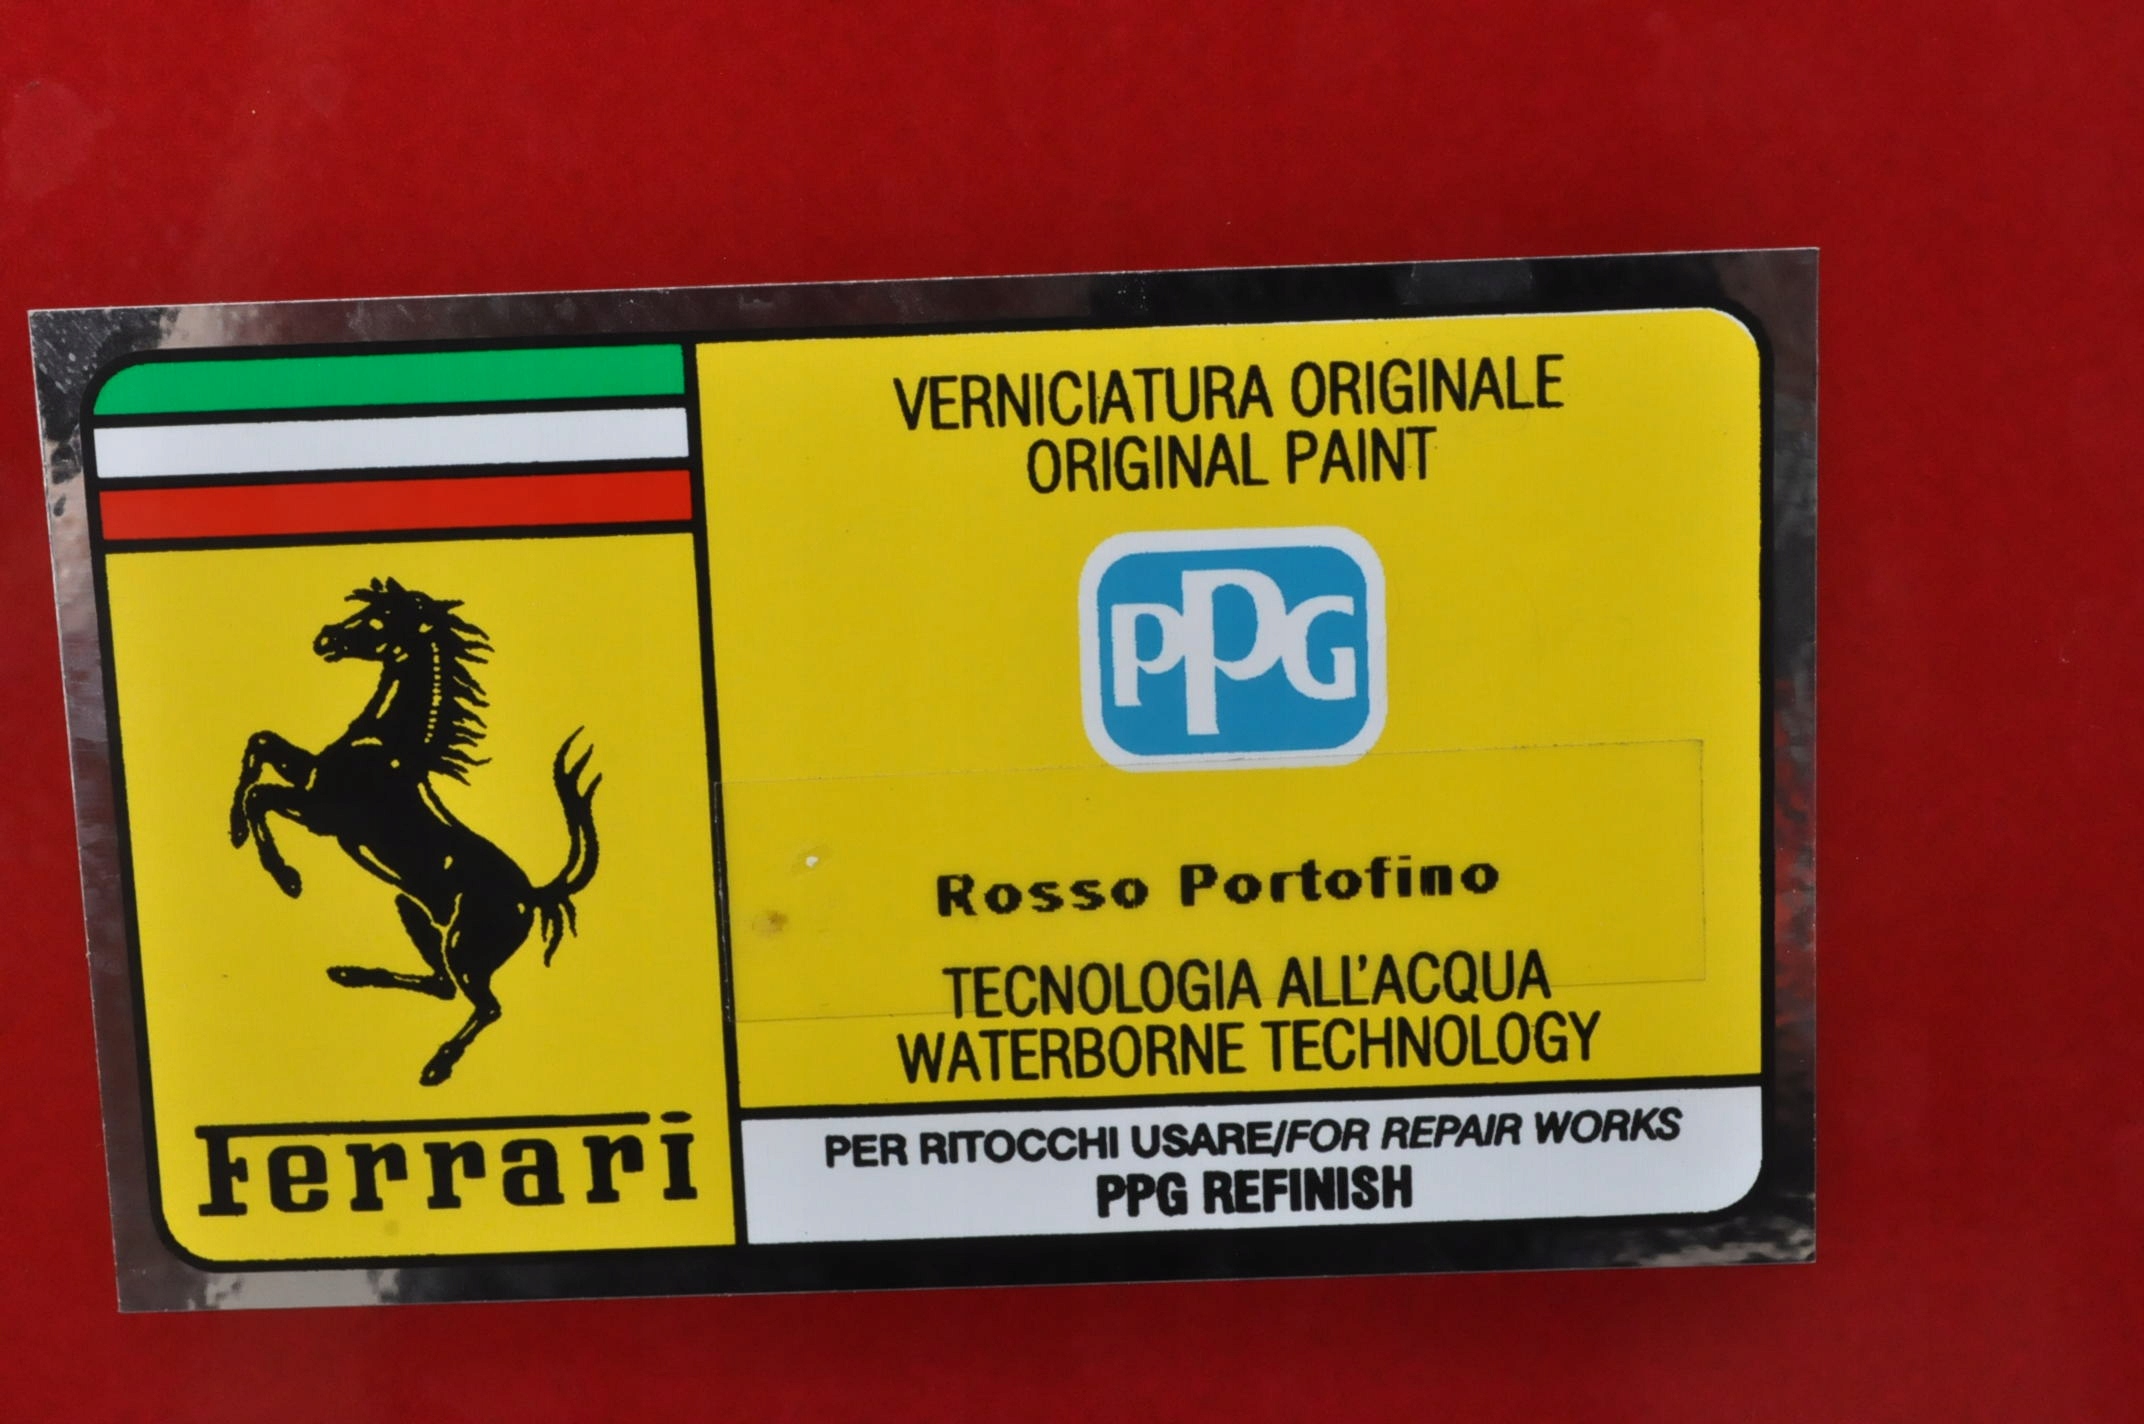 VERNICIATURA ORIGINALE
ORIGINAL PAINT
PPG
Rosso Portofino
TECNOLOGIA ALL'ACQUA
WATERBORNE TECHNOLOGY
PER RITOCCHI USARE/FOR REPAIR WORKS
PPG REFINISH
Ferrari